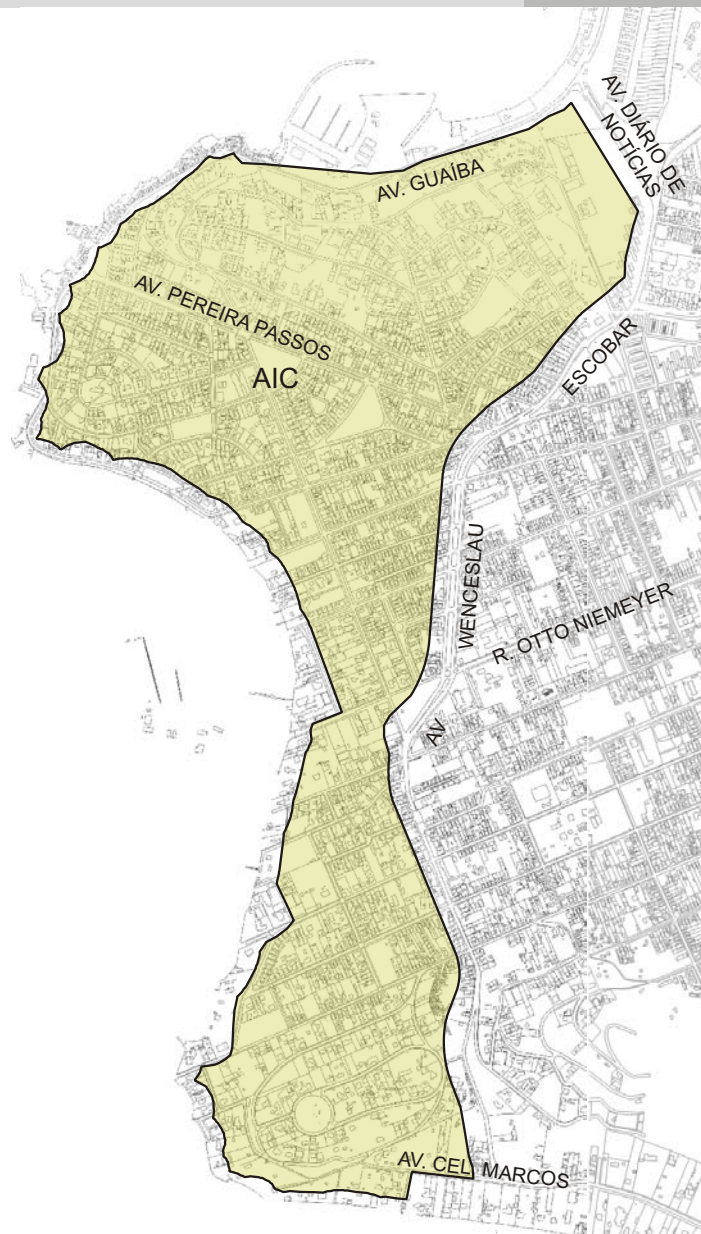 AV. DIÁRIO DE
NOTÍCIAS
AV. GUAÍBA
AV. PEREIRA PASSOS
AIC
ESCOBAR
WENCESLAU
R. OTTO NIEMEYER
AV
AV. CEL MARCOS